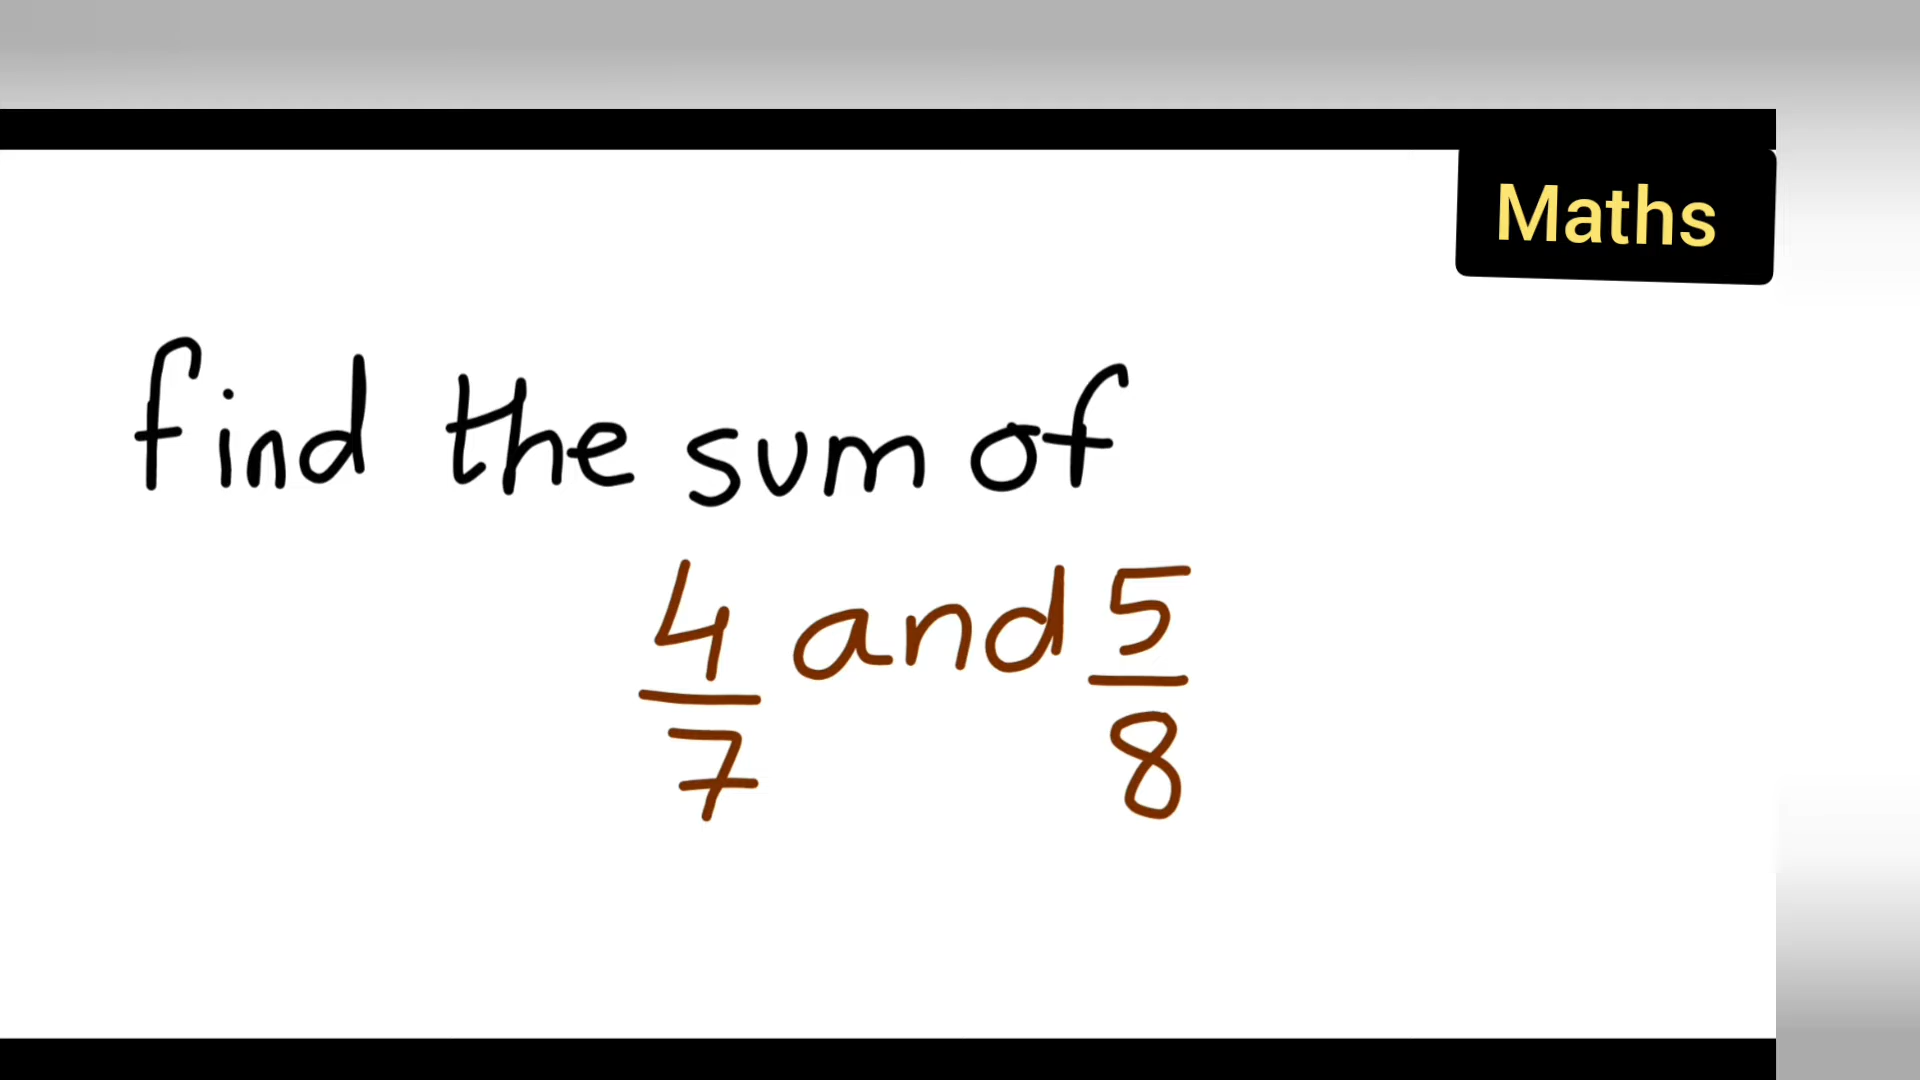 Maths
find the sum of
4/7 and 5/8